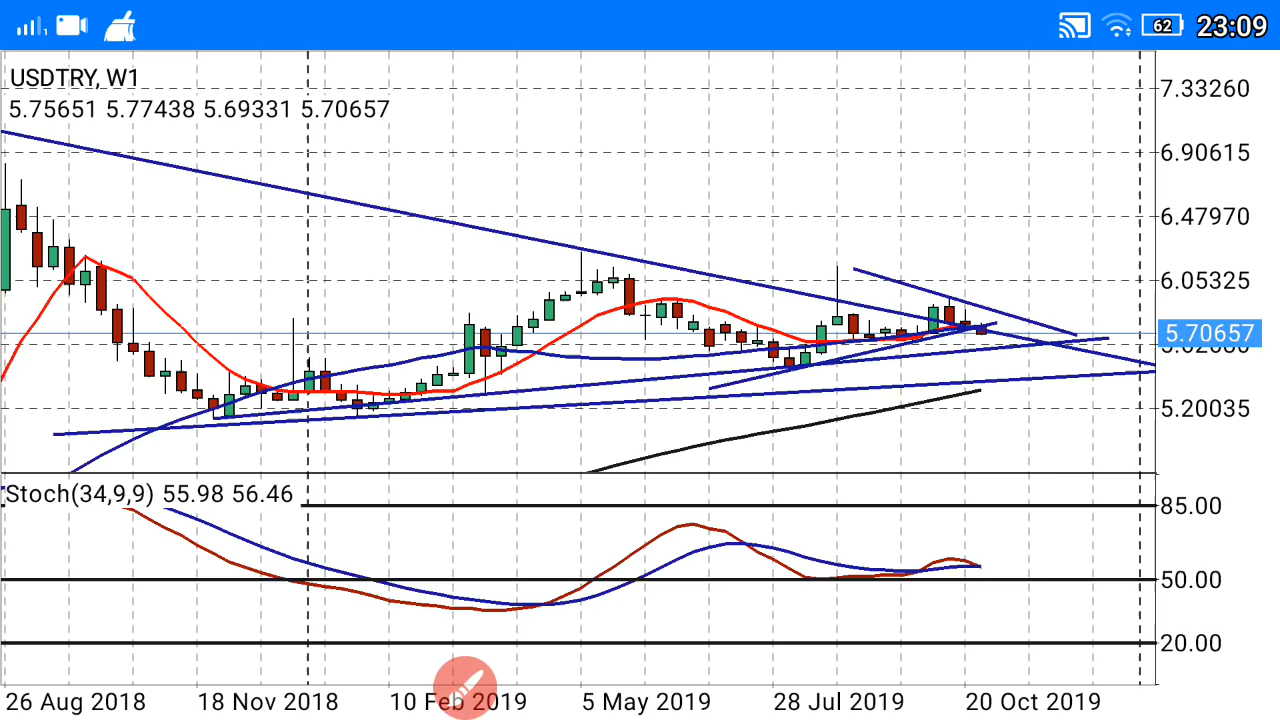 62 23:09
USDTRY, W1
5.75651 5.77438 5.69331 5.70657
7.33260
6.90615
6.47970
6.05325
5.70657
5.20035
Stoch(34,9,9) 55.98 56.46
85.00
50.00
20.00
26 Aug 2018 18 Nov 2018 10 Feb 2019 5 May 2019 28 Jul 2019 20 Oct 2019